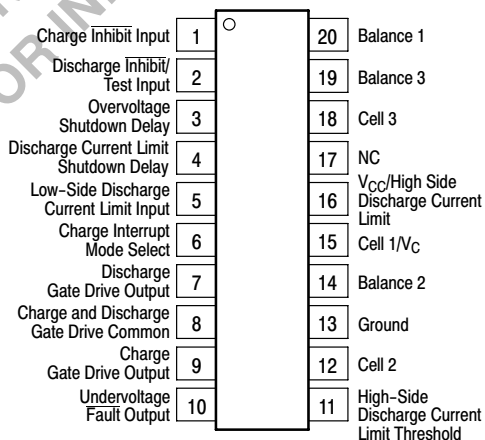 Charge Inhibit Input 1
Discharge Inhibit/
Test Input 2
Overvoltage
Shutdown Delay 3
Discharge Current Limit
Shutdown Delay 4
Low-Side Discharge
Current Limit Input 5
Charge Interrupt
Mode Select 6
Discharge
Gate Drive Output 7
Charge and Discharge
Gate Drive Common 8
Charge
Gate Drive Output 9
Undervoltage
Fault Output 10
20 Balance 1
19 Balance 3
18 Cell 3
17 NC
16 VCC/High Side
Discharge Current
Limit
15 Cell 1/VC
14 Balance 2
13 Ground
12 Cell 2
11 High-Side
Discharge Current
Limit Threshold
OR